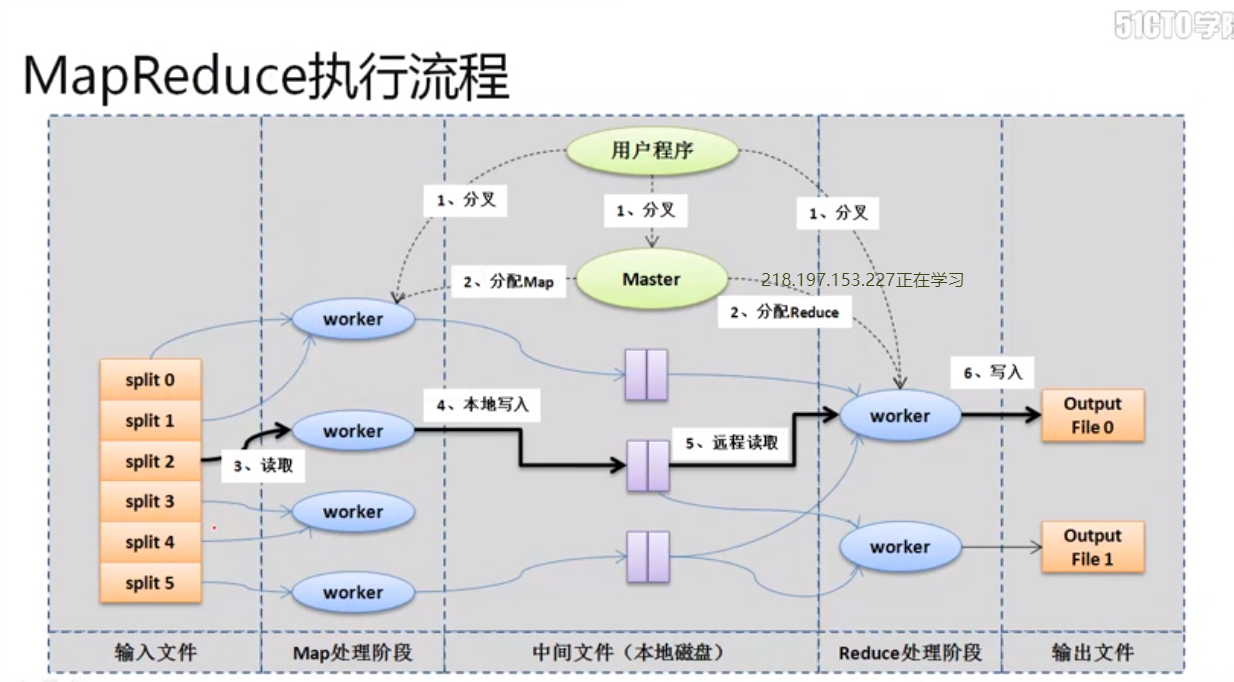 51CTO学院
MapReduce执行流程
用户程序
1、分叉
1、分叉
1、分叉
2、分配Map
Master
218.197.153.227正在学习
2、分配Reduce
worker
split 0
split 1
split 2
split 3
split 4
split 5
3、读取
worker
4、本地写入
5、远程读取
worker
6、写入
Output
File 0
worker
worker
worker
Output
File 1
输入文件
Map处理阶段
中间文件（本地磁盘）
Reduce处理阶段
输出文件